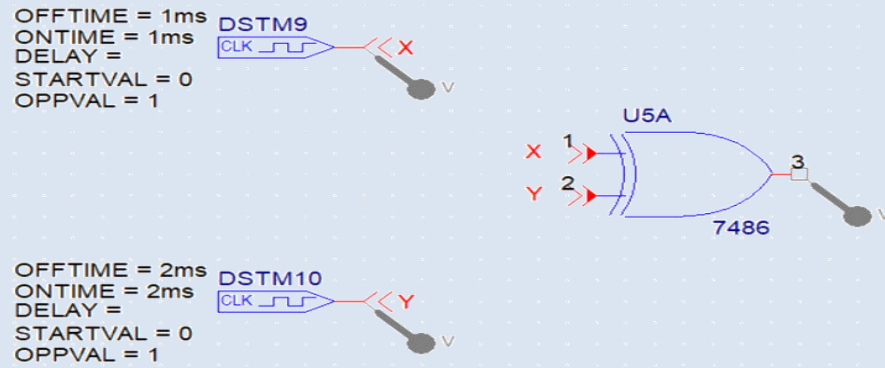 OFFTIME = 1ms
ONTIME = 1ms
DELAY =
STARTVAL = 0
OPPVAL = 1
DSTM9
CLK
X
V
U5A
X
1
Y
2
3
7486
V
OFFTIME = 2ms
ONTIME = 2ms
DELAY =
STARTVAL = 0
OPPVAL = 1
DSTM10
CLK
Y
V